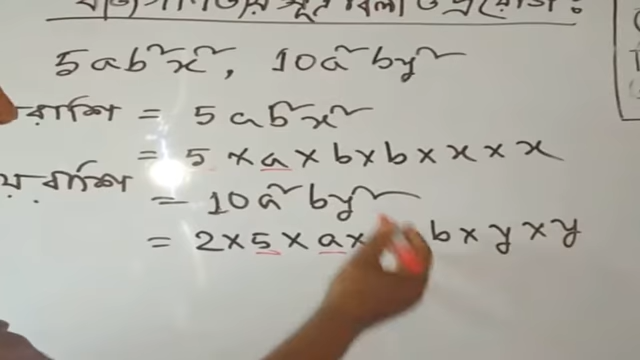 5ab²x², 10a²by²
রাশি = 5ab²x²
= 5 × a × b × b × x × x
য় রাশি = 10a²by²
= 2 × 5 × a × b × y × y